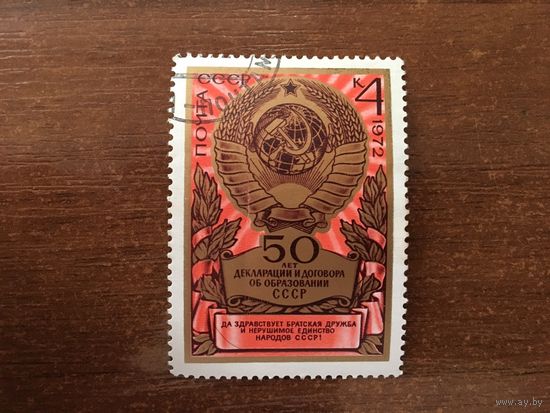 ПОЧТА СССР
К 4
1972
50
ЛЕТ
ДЕКЛАРАЦИИ И ДОГОВОРА
ОБ ОБРАЗОВАНИИ
СССР
ДА ЗДРАВСТВУЕТ БРАТСКАЯ ДРУЖБА
И НЕРУШИМОЕ ЕДИНСТВО
НАРОДОВ СССР!
www.ay.by